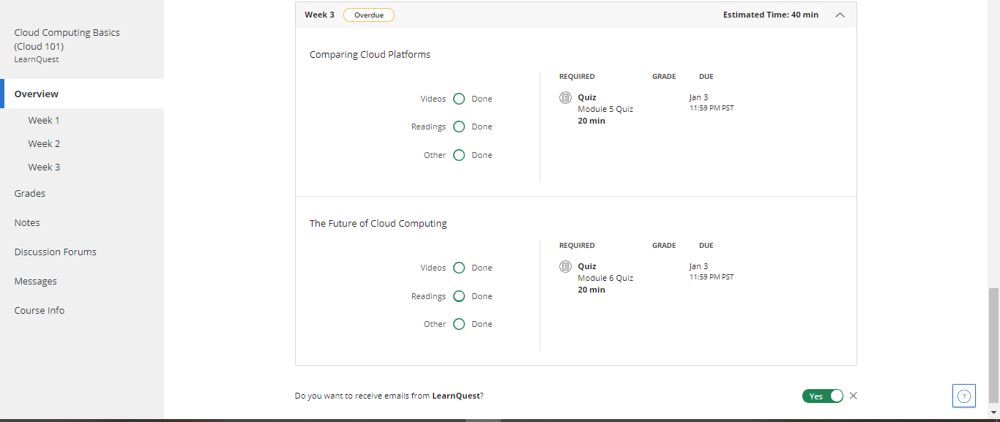 Cloud Computing Basics
(Cloud 101)
LearnQuest
Overview
Week 1
Week 2
Week 3
Grades
Notes
Discussion Forums
Messages
Course Info
Week 3 Overdue Estimated Time: 40 min
Comparing Cloud Platforms
Videos Done
Readings Done
Other Done
REQUIRED GRADE DUE
Quiz Jan 3
Module 5 Quiz 11:59 PM PST
20 min
The Future of Cloud Computing
Videos Done
Readings Done
Other Done
REQUIRED GRADE DUE
Quiz Jan 3
Module 6 Quiz 11:59 PM PST
20 min
Do you want to receive emails from LearnQuest? Yes
?